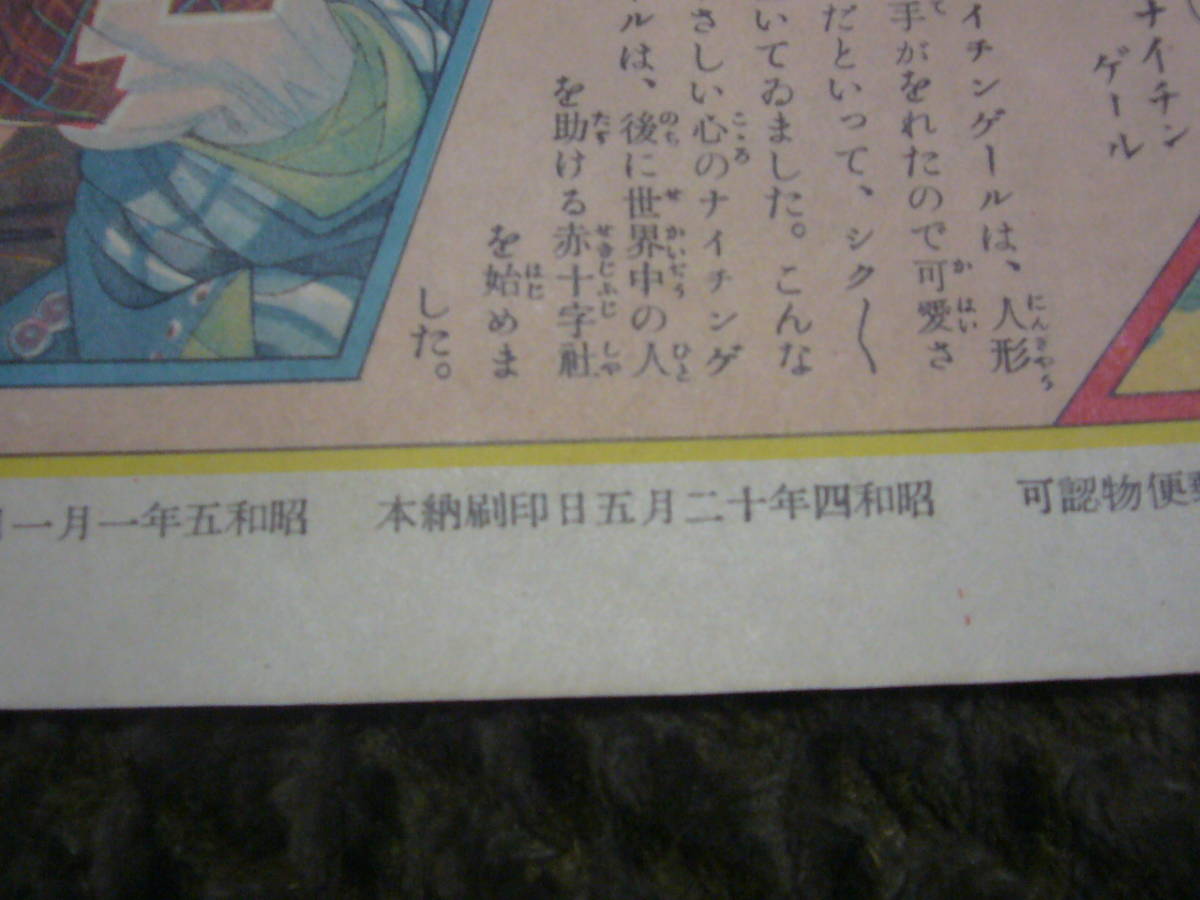 ナイチン
ゲール
イチンゲールは、人形
手がをれたので可愛さ
だといって、シク〱
いてゐました。こんな
さしい心のナイチンゲ
ルは、後に世界中の人
を助ける赤十字社
を始めま
した。
便物認可
昭和四年十二月五日印刷納本
昭和五年一月一